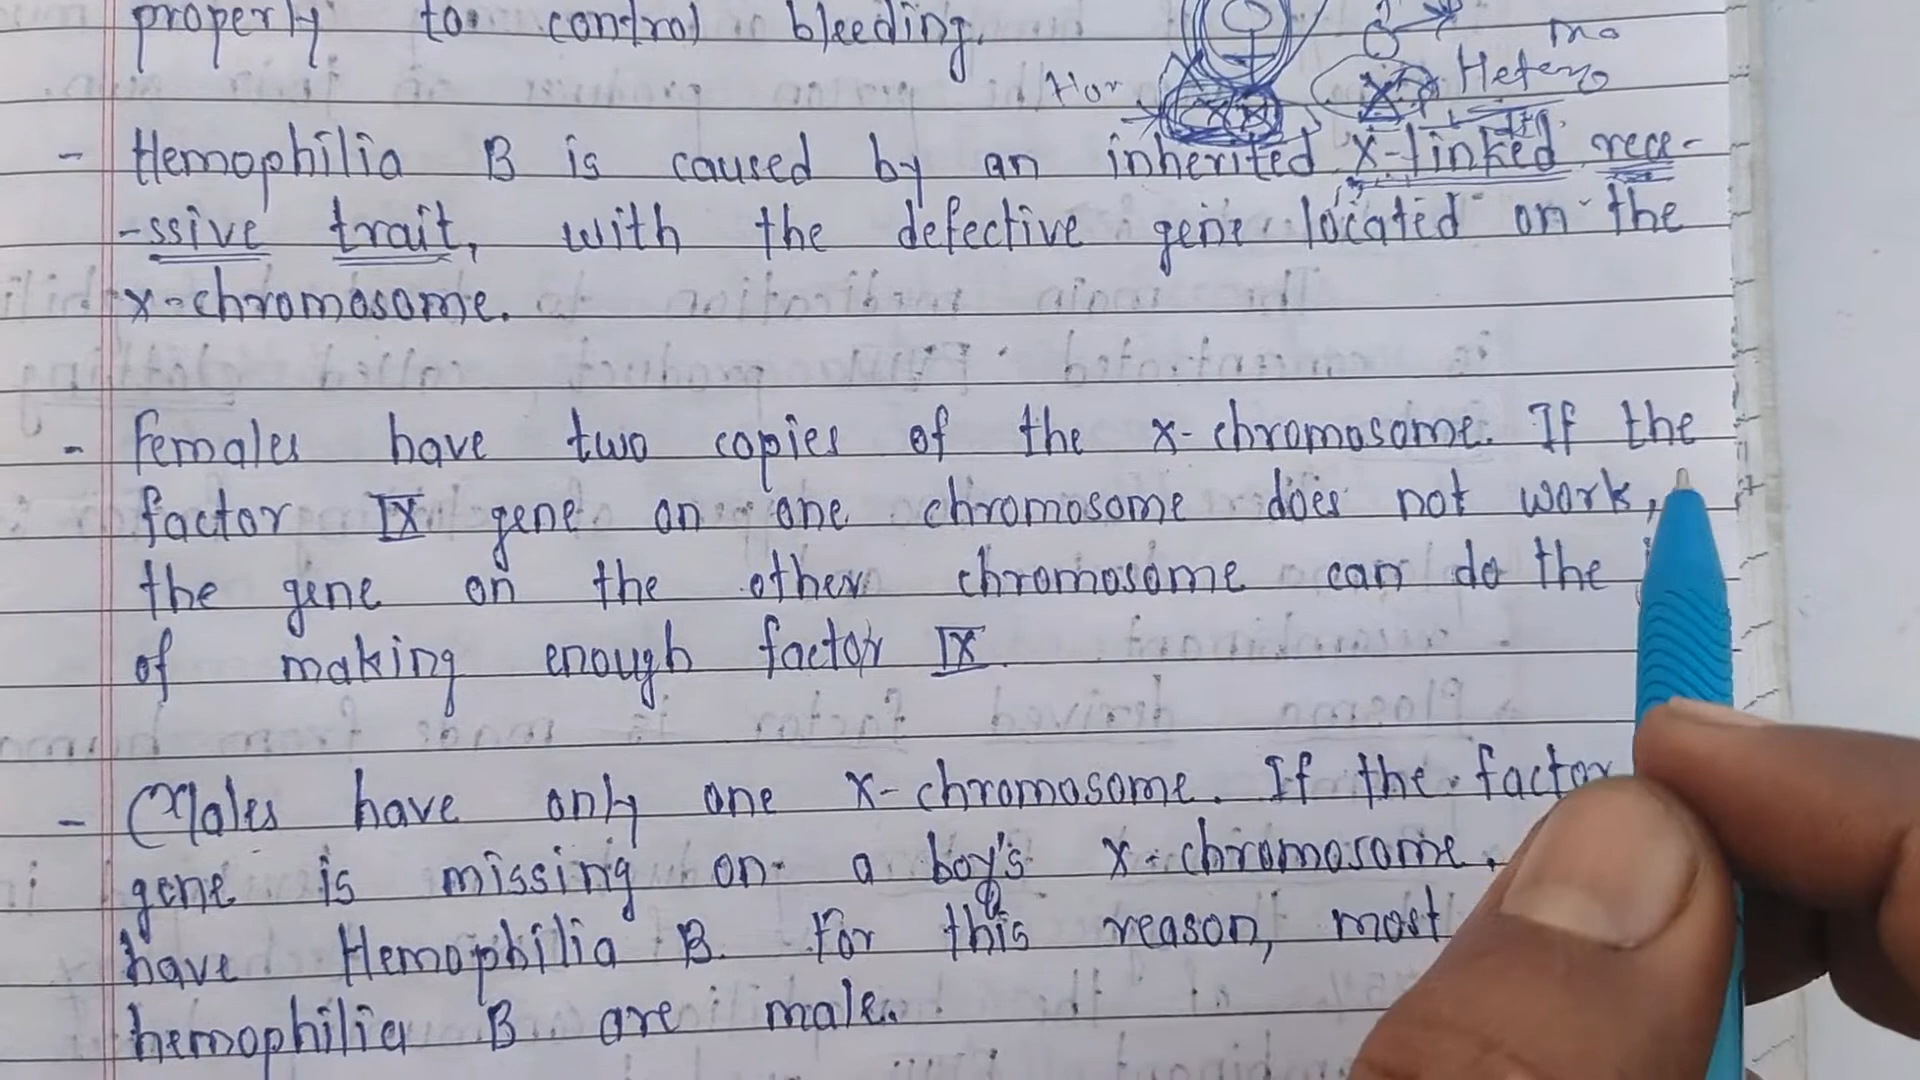 properly to control bleeding.
mo
Hetero
- Hemophilia B is caused by an inherited X-linked rece-
-ssive trait, with the defective gene located on the
x-chromosome.
- Females have two copies of the x-chromosome. If the
factor IX gene on one chromosome does not work,
the gene on the other chromosome can do the
of making enough factor IX
- Males have only one x-chromosome. If the factor
gene is missing on a boy's x-chromosome,
have Hemophilia B. For this reason, most
hemophilia B are male.